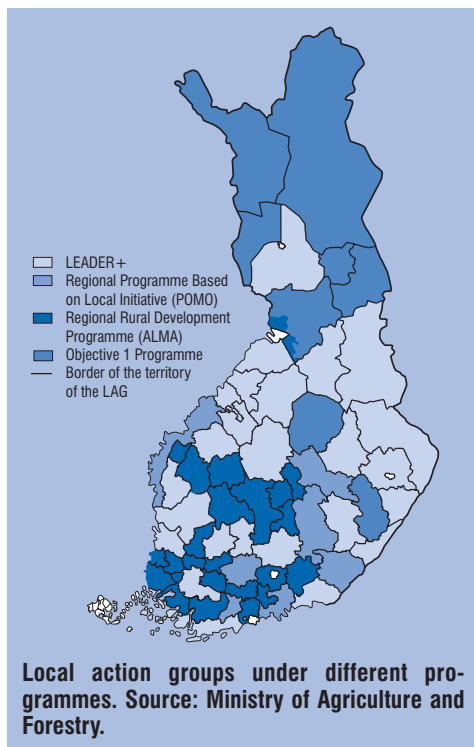 LEADER+
Regional Programme Based
on Local Initiative (POMO)
Regional Rural Development
Programme (ALMA)
Objective 1 Programme
Border of the territory
of the LAG
Local action groups under different pro-
grammes. Source: Ministry of Agriculture and
Forestry.